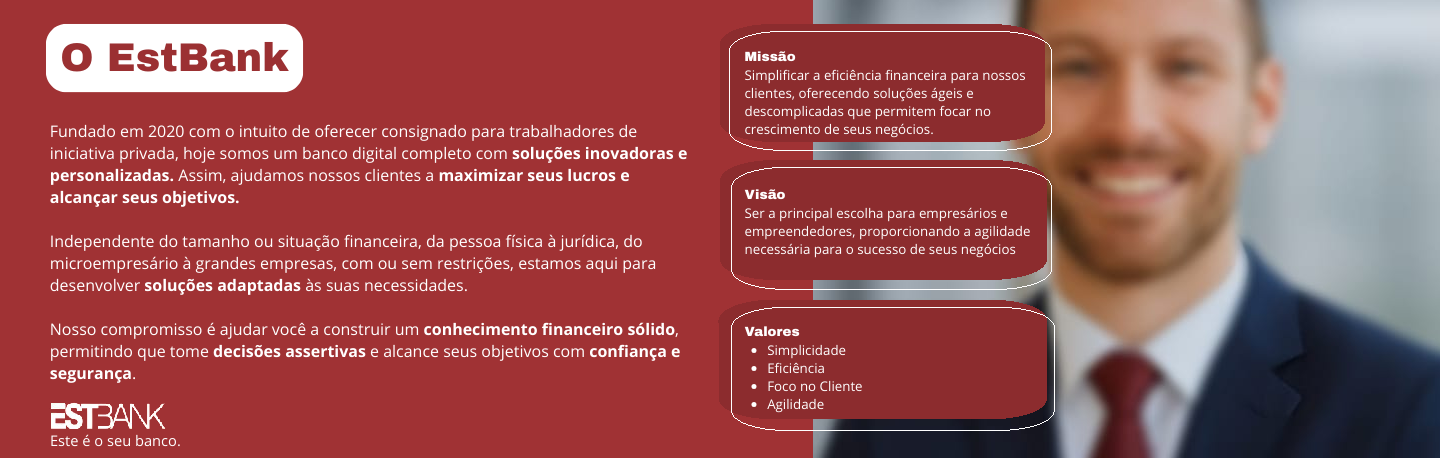 O EstBank
Fundado em 2020 com o intuito de oferecer consignado para trabalhadores de
iniciativa privada, hoje somos um banco digital completo com soluções inovadoras e
personalizadas. Assim, ajudamos nossos clientes a maximizar seus lucros e
alcançar seus objetivos.
Independente do tamanho ou situação financeira, da pessoa física à jurídica, do
microempresário à grandes empresas, com ou sem restrições, estamos aqui para
desenvolver soluções adaptadas às suas necessidades.
Nosso compromisso é ajudar você a construir um conhecimento financeiro sólido,
permitindo que tome decisões assertivas e alcance seus objetivos com confiança e
segurança.
ESTBANK
Este é o seu banco.
Missão
Simplificar a eficiência financeira para nossos
clientes, oferecendo soluções ágeis e
descomplicadas que permitem focar no
crescimento de seus negócios.
Visão
Ser a principal escolha para empresários e
empreendedores, proporcionando a agilidade
necessária para o sucesso de seus negócios
Valores
• Simplicidade
• Eficiência
• Foco no Cliente
• Agilidade